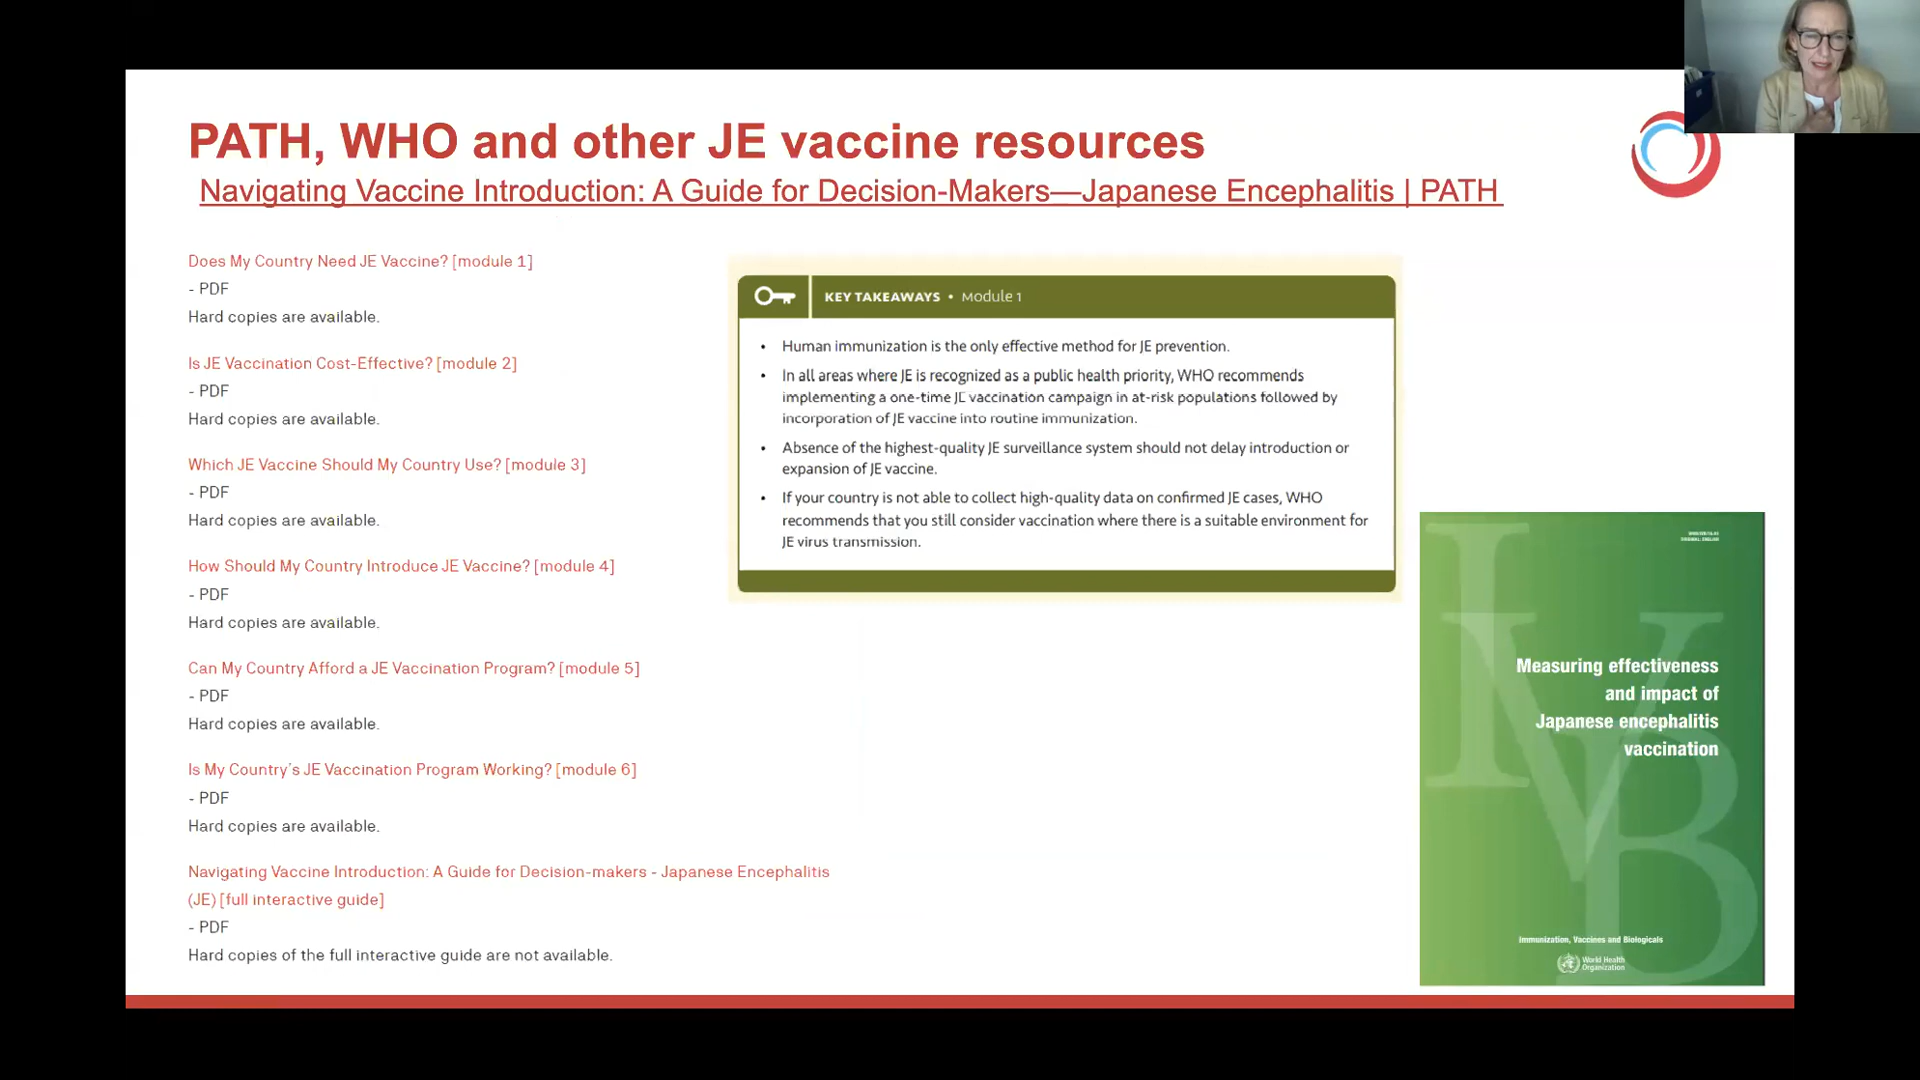 PATH, WHO and other JE vaccine resources
Navigating Vaccine Introduction: A Guide for Decision-Makers—Japanese Encephalitis | PATH
Does My Country Need JE Vaccine? [module 1]
- PDF
Hard copies are available.
Is JE Vaccination Cost-Effective? [module 2]
- PDF
Hard copies are available.
Which JE Vaccine Should My Country Use? [module 3]
- PDF
Hard copies are available.
How Should My Country Introduce JE Vaccine? [module 4]
- PDF
Hard copies are available.
Can My Country Afford a JE Vaccination Program? [module 5]
- PDF
Hard copies are available.
Is My Country's JE Vaccination Program Working? [module 6]
- PDF
Hard copies are available.
Navigating Vaccine Introduction: A Guide for Decision-makers - Japanese Encephalitis
(JE) [full interactive guide]
- PDF
Hard copies of the full interactive guide are not available.
KEY TAKEAWAYS • Module 1
• Human immunization is the only effective method for JE prevention.
• In all areas where JE is recognized as a public health priority, WHO recommends
implementing a one-time JE vaccination campaign in at-risk populations followed by
incorporation of JE vaccine into routine immunization.
• Absence of the highest-quality JE surveillance system should not delay introduction or
expansion of JE vaccine.
• If your country is not able to collect high-quality data on confirmed JE cases, WHO
recommends that you still consider vaccination where there is a suitable environment for
JE virus transmission.
IVB
Measuring effectiveness
and impact of
Japanese encephalitis
vaccination
Immunization, Vaccines and Biologicals
World Health
Organization